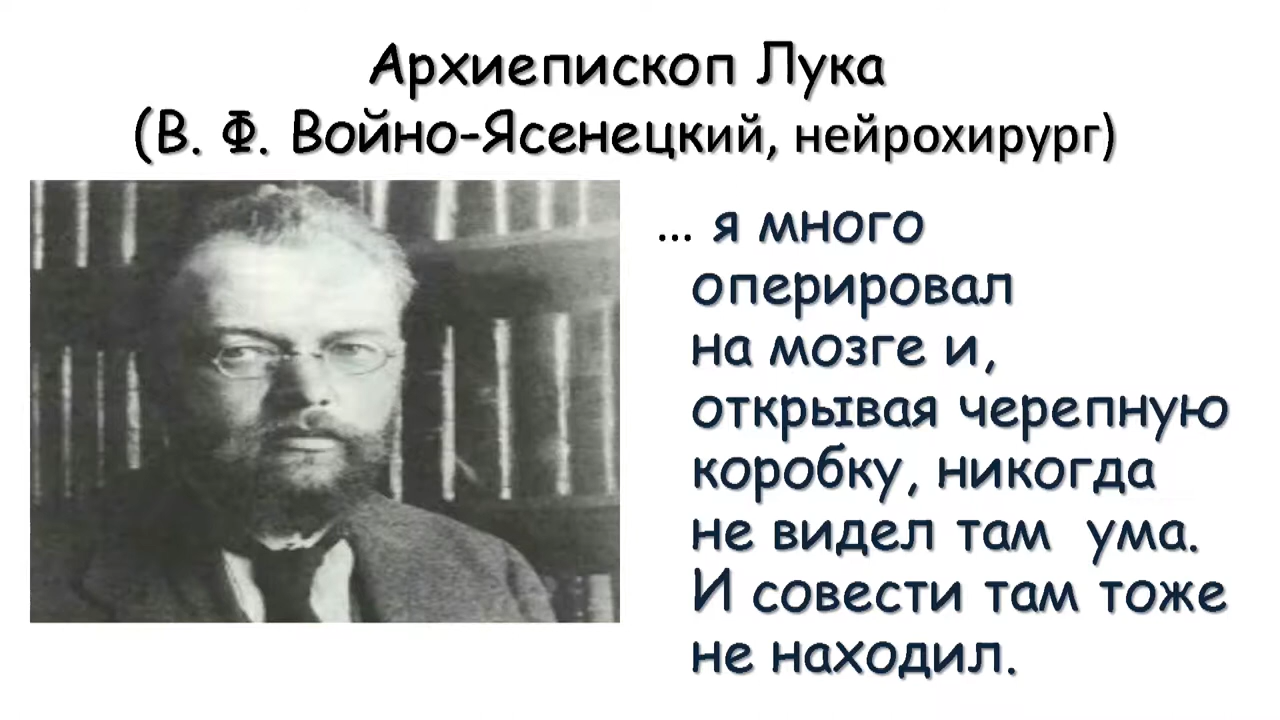 Архиепископ Лука
(В. Ф. Войно-Ясенецкий, нейрохирург)
... я много
оперировал
на мозге и,
открывая черепную
коробку, никогда
не видел там ума.
И совести там тоже
не находил.